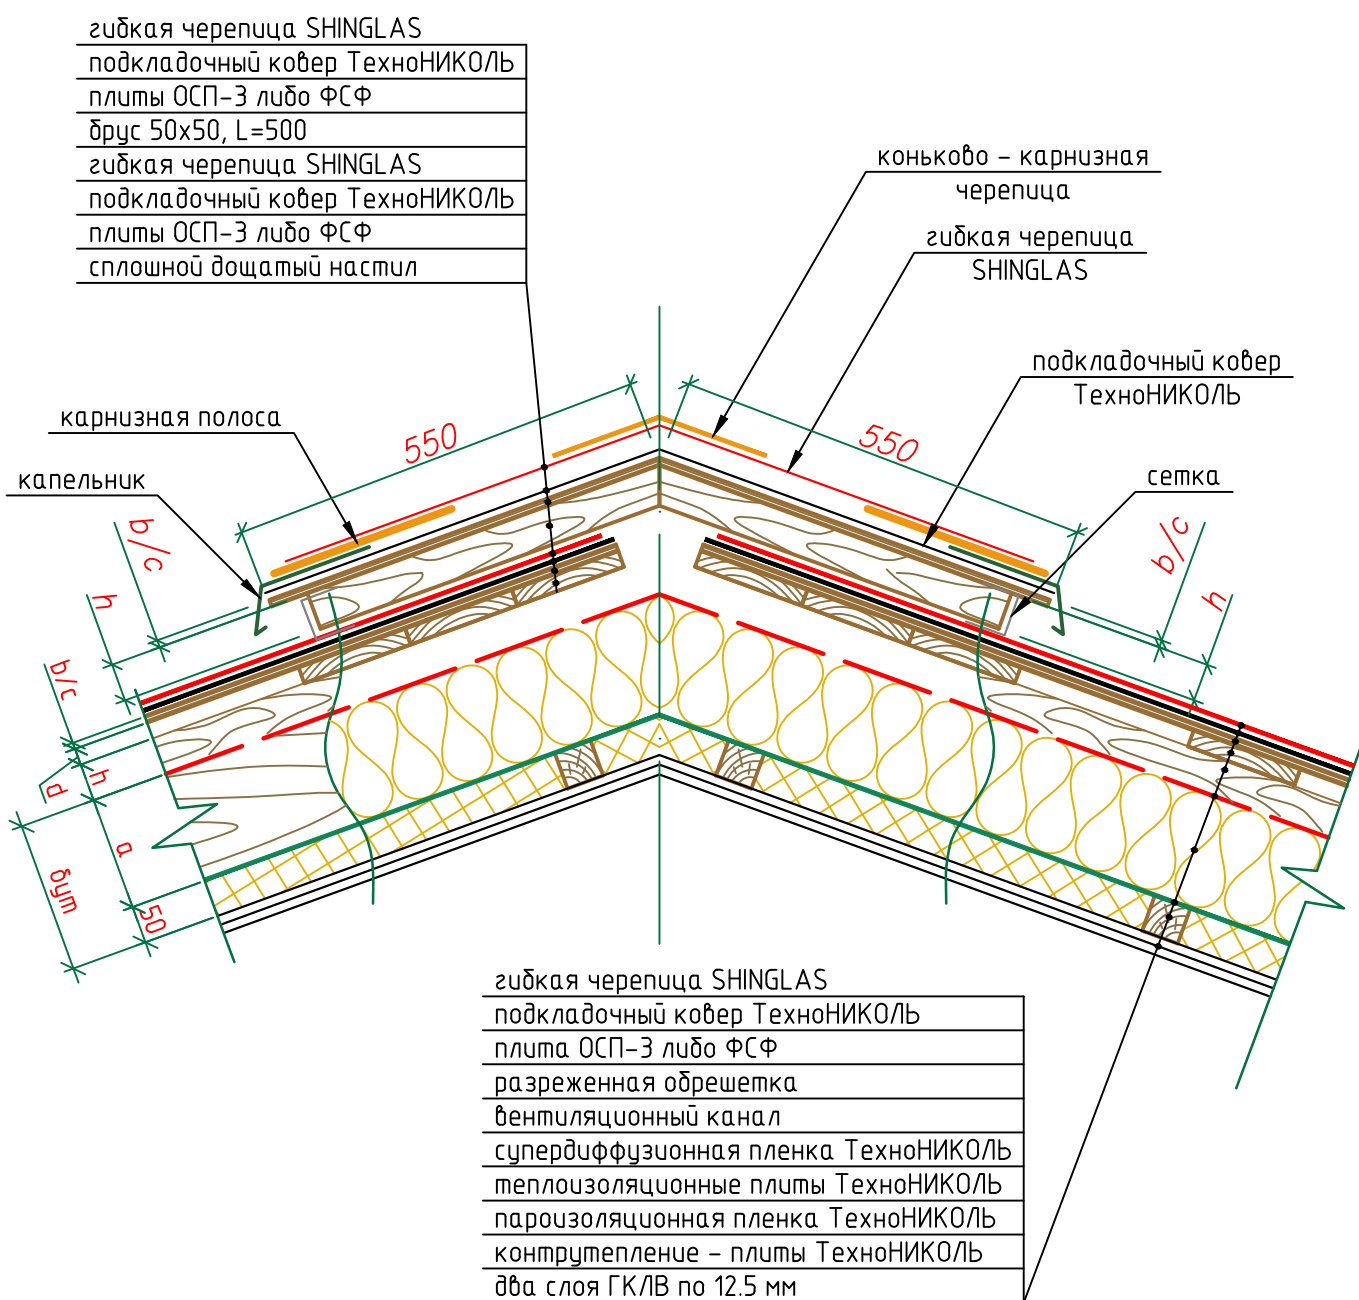 гибкая черепица SHINGLAS
подкладочный ковер ТехноНИКОЛЬ
плиты ОСП-3 либо ФСФ
брус 50х50, L=500
гибкая черепица SHINGLAS
подкладочный ковер ТехноНИКОЛЬ
плиты ОСП-3 либо ФСФ
сплошной дощатый настил
коньково - карнизная
черепица
гибкая черепица
SHINGLAS
подкладочный ковер
ТехноНИКОЛЬ
сетка
карнизная полоса
капельник
550
550
b/c
h
b/c
h
d
a
50
бут
b/c
h
гибкая черепица SHINGLAS
подкладочный ковер ТехноНИКОЛЬ
плита ОСП-3 либо ФСФ
разреженная обрешетка
вентиляционный канал
супердиффузионная пленка ТехноНИКОЛЬ
теплоизоляционные плиты ТехноНИКОЛЬ
пароизоляционная пленка ТехноНИКОЛЬ
контрутепление - плиты ТехноНИКОЛЬ
два слоя ГКЛВ по 12.5 мм